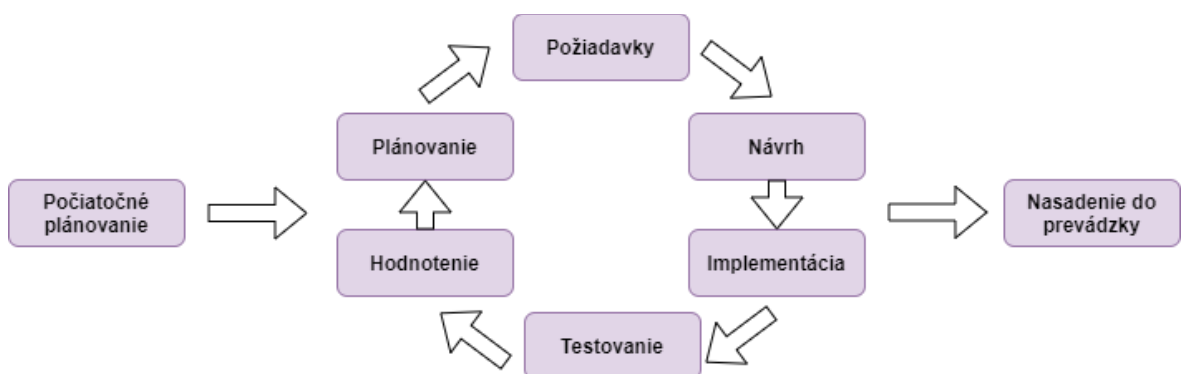 Požiadavky
Plánovanie
Návrh
Počiatočné
plánovanie
Nasadenie do
prevádzky
Hodnotenie
Implementácia
Testovanie